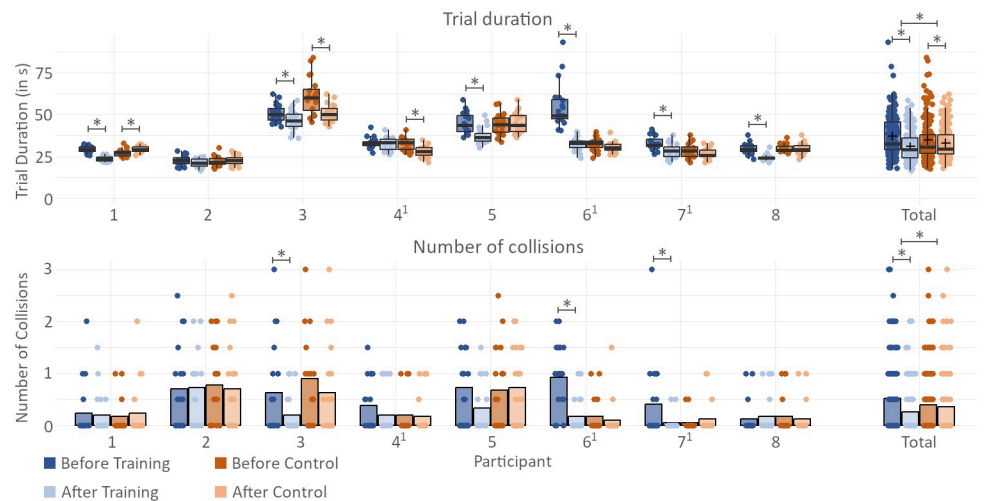 Trial duration
Trial Duration (in s)
75
50
25
0
* * * * * * * * * * * *
1 2 3 4¹ 5 6¹ 7¹ 8 Total
Number of collisions
Number of Collisions
3
2
1
0
* * * * *
1 2 3 4¹ 5 6¹ 7¹ 8 Total
Participant
Before Training Before Control
After Training After Control